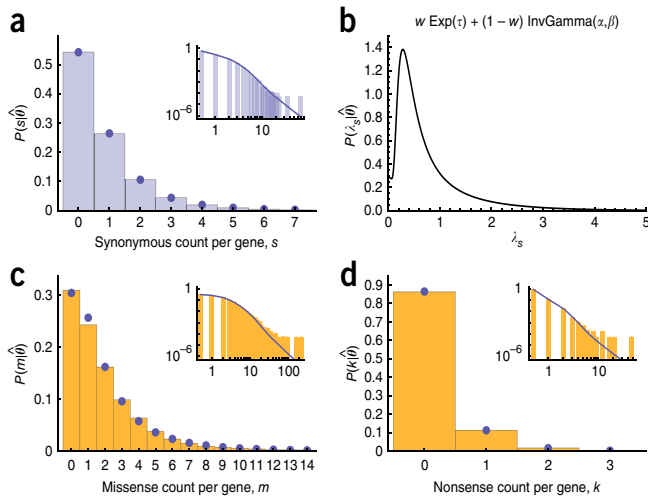 a
P(s|θ̂)
0.5
0.4
0.3
0.2
0.1
0
0 1 2 3 4 5 6 7
Synonymous count per gene, s
1
10⁻⁶
1 10
b
w Exp(τ) + (1 – w) InvGamma(α,β)
P(λₛ|θ̂)
1.4
1.2
1.0
0.8
0.6
0.4
0.2
0.0
0 1 2 3 4 5
λₛ
c
P(m|θ̂)
0.3
0.2
0.1
0
0 1 2 3 4 5 6 7 8 9 10 11 12 13 14
Missense count per gene, m
1
10⁻⁶
1 10 100
d
P(k|θ̂)
0.9
0.8
0.7
0.6
0.5
0.4
0.3
0.2
0.1
0
0 1 2 3
Nonsense count per gene, k
1
10⁻⁶
1 10